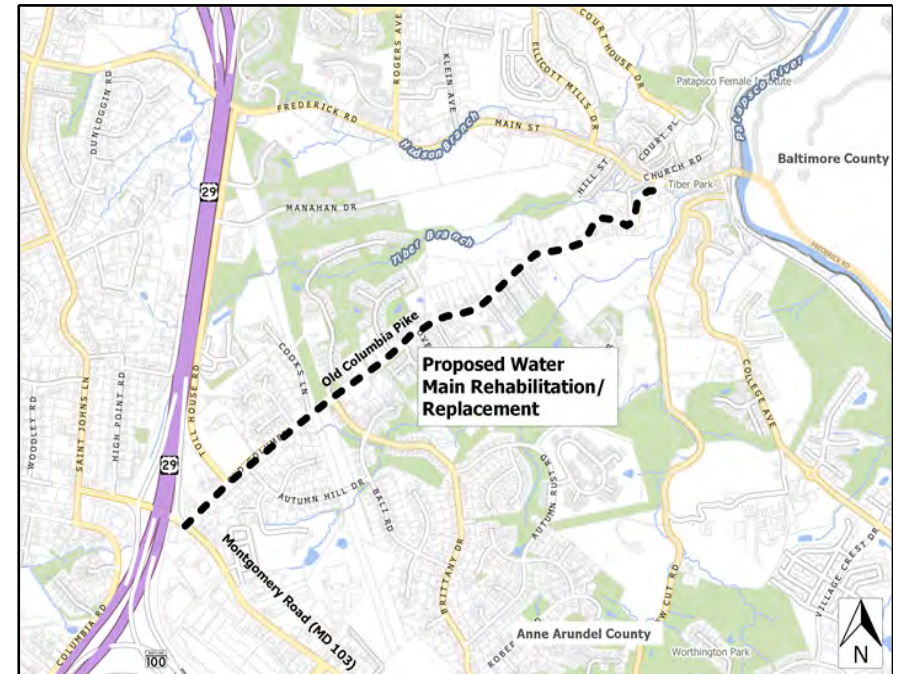 COURT HOUSE DR
ROGERS AVE
KLEIN AVE
ELLICOTT MILLS DR
Patapsco Female Institute
Patapsco River
DUNLOGGIN RD
FREDERICK RD
Hudson Branch
MAIN ST
COURT PL
Baltimore County
HILL ST
CHURCH RD
Tiber Park
29
MANAHAN DR
Tiber Branch
FREDERICK RD
Old Columbia Pike
COOKS LN
Proposed Water
Main Rehabilitation/
Replacement
COLLEGE AVE
WOODLEY RD
SAINT JOHNS LN
HIGH POINT RD
TOLL HOUSE RD
29
AUTUMN HILL DR
BALI RD
AUTUMN RUST RD
Montgomery Road (MD 103)
BRITTANY DR
VILLAGE CREST DR
COLUMBIA RD
100
Anne Arundel County
Worthington Park
N